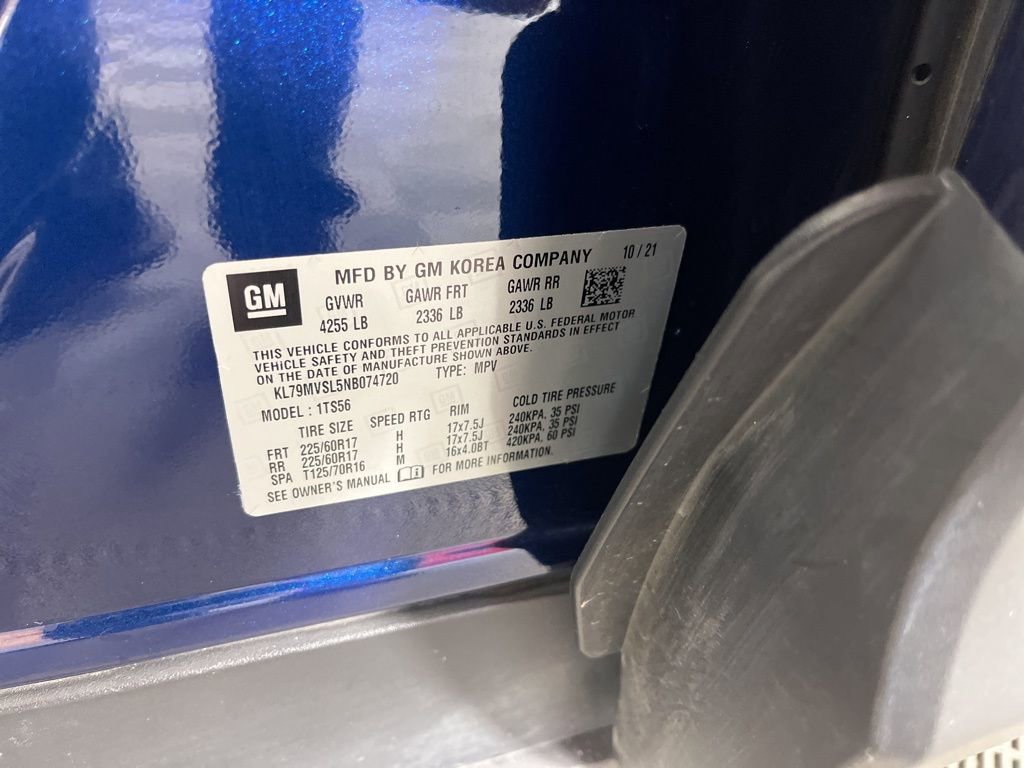 MFD BY GM KOREA COMPANY 10 / 21
GM
GVWR GAWR FRT GAWR RR
4255 LB 2336 LB 2336 LB
THIS VEHICLE CONFORMS TO ALL APPLICABLE U.S. FEDERAL MOTOR
VEHICLE SAFETY AND THEFT PREVENTION STANDARDS IN EFFECT
ON THE DATE OF MANUFACTURE SHOWN ABOVE.
KL79MVSL5NB074720 TYPE: MPV
MODEL : 1TS56
TIRE SIZE SPEED RTG RIM COLD TIRE PRESSURE
FRT 225/60R17 H 17x7.5J 240KPA, 35 PSI
RR 225/60R17 H 17x7.5J 240KPA, 35 PSI
SPA T125/70R16 M 16x4.0BT 420KPA, 60 PSI
SEE OWNER'S MANUAL FOR MORE INFORMATION.